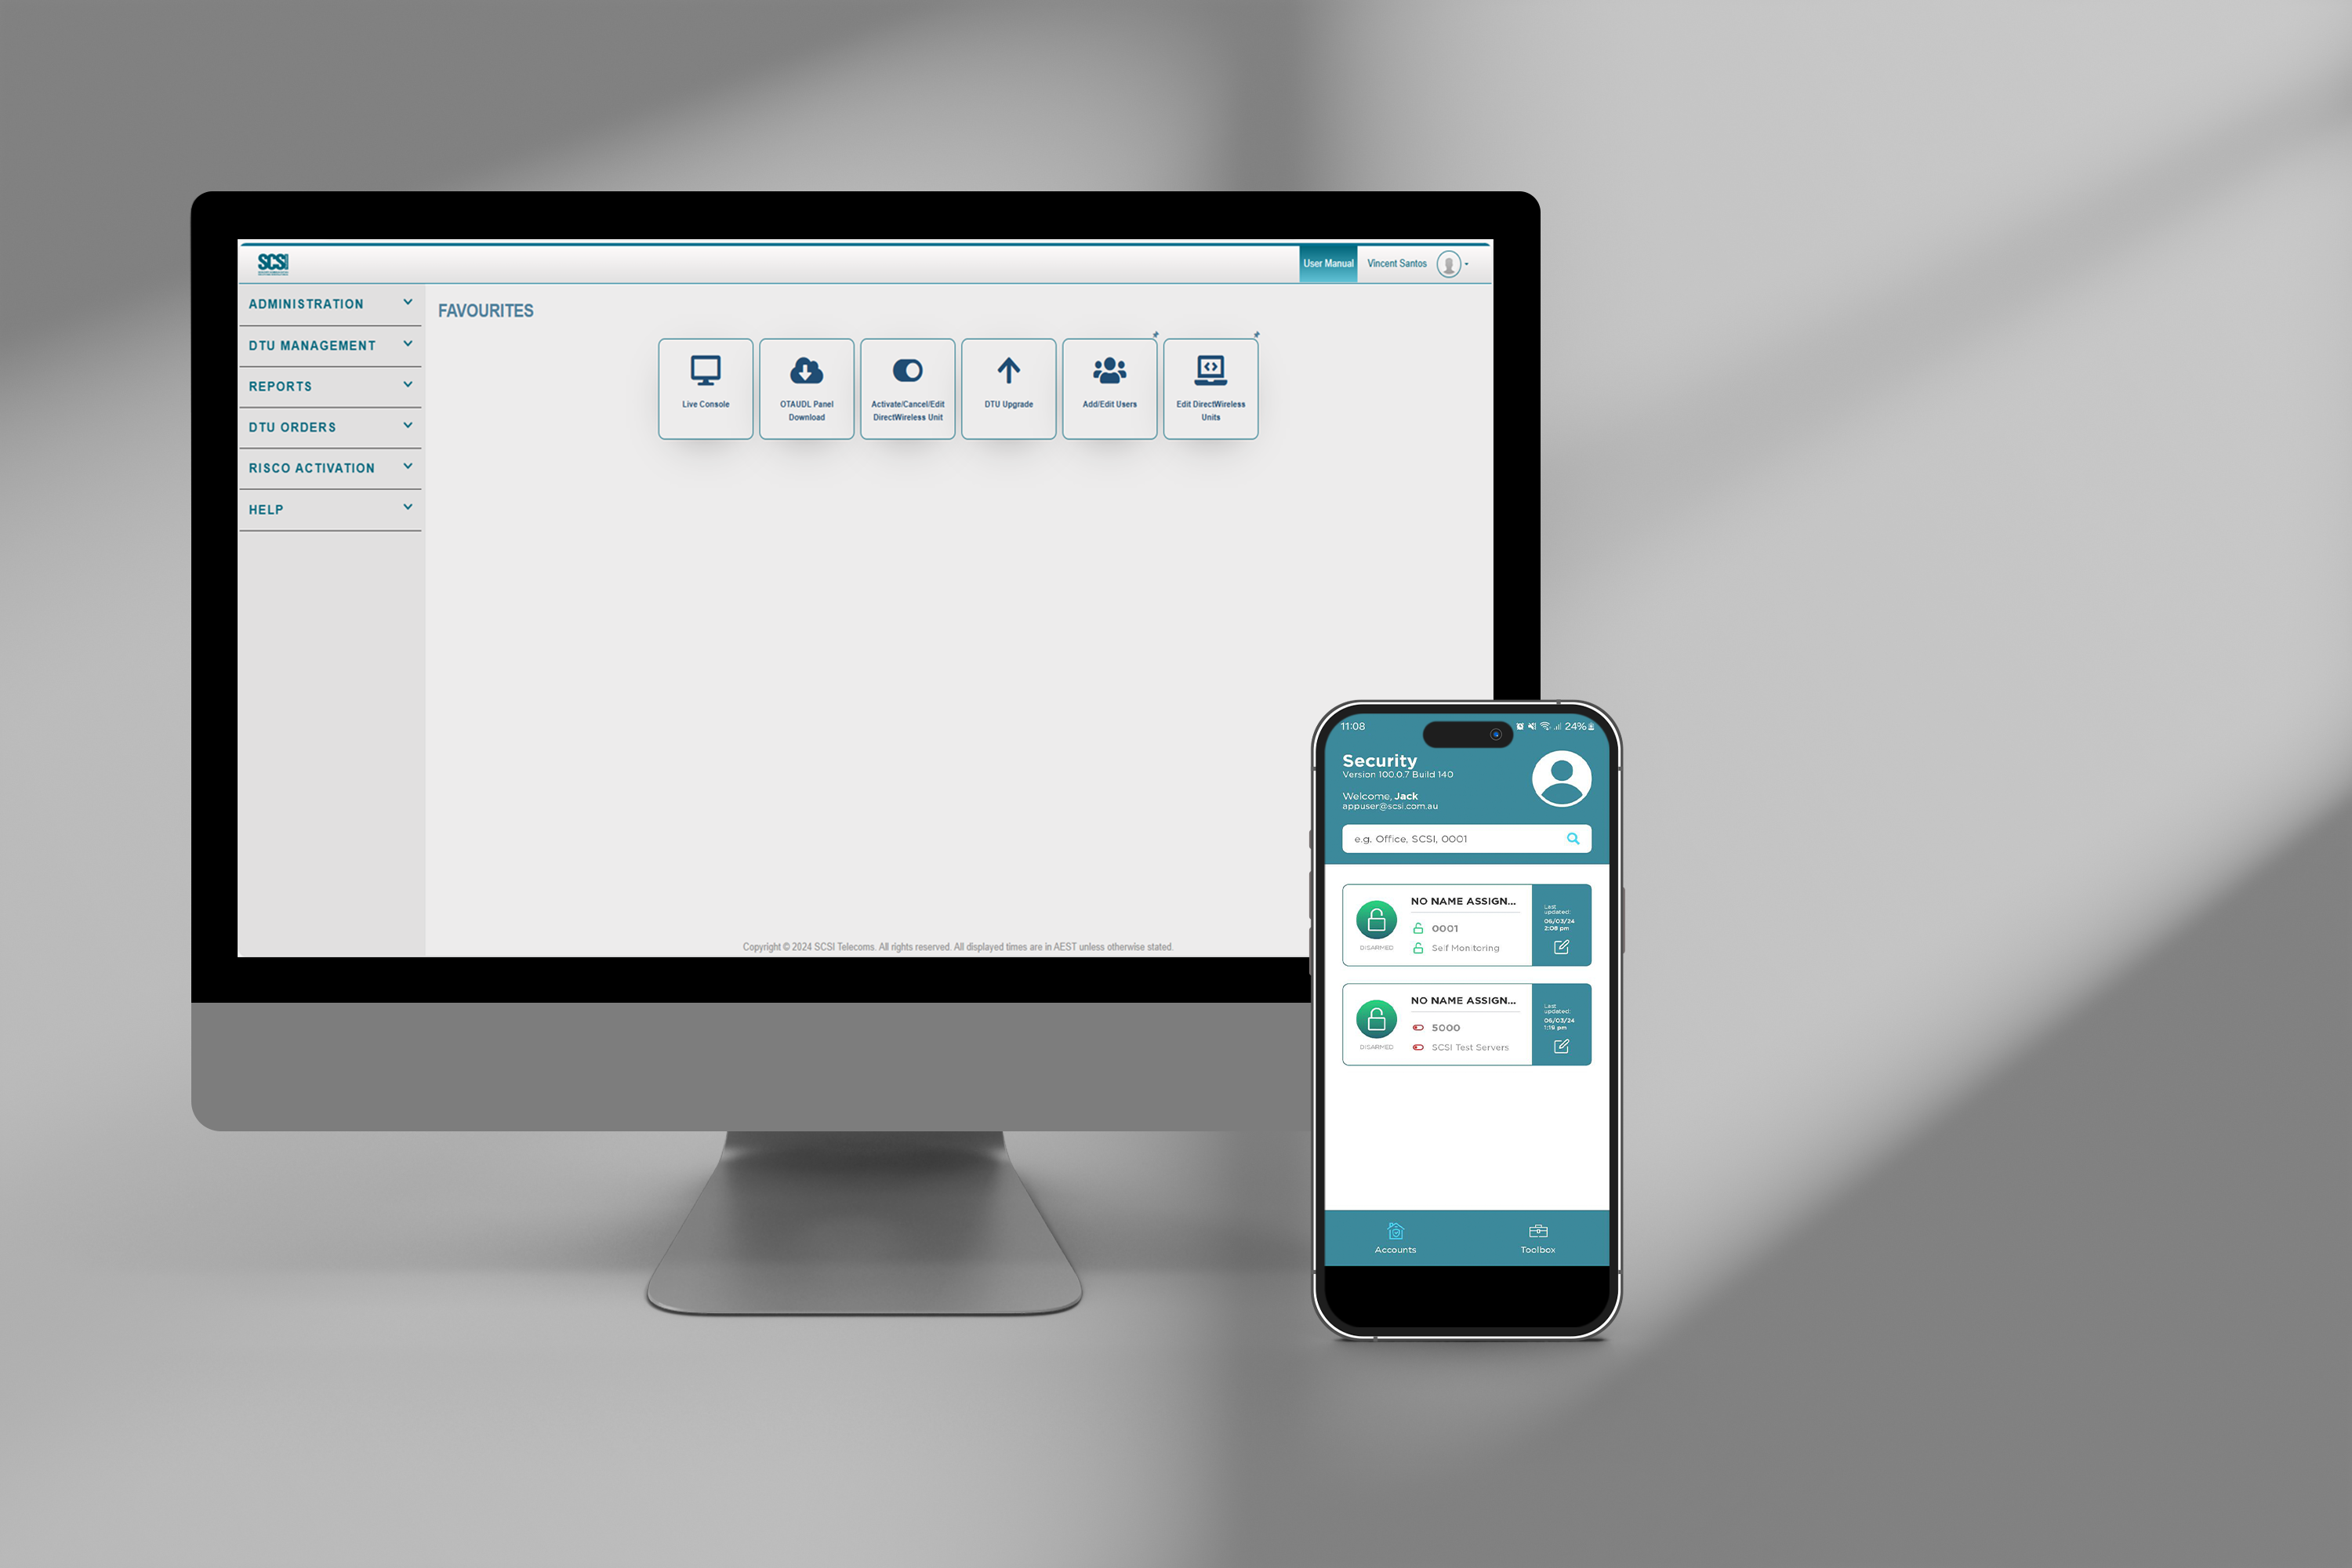 SCSI
User Manual
Vincent Santos
ADMINISTRATION
DTU MANAGEMENT
REPORTS
DTU ORDERS
RISCO ACTIVATION
HELP
FAVOURITES
Live Console
OTAUDL Panel
Download
Activate/Cancel/Edit
DirectWireless Unit
DTU Upgrade
Add/Edit Users
Edit DirectWireless
Units
Copyright © 2024 SCSI Telecoms. All rights reserved. All displayed times are in AEST unless otherwise stated.
11:08
24%
Security
Version 100.0.7 Build 140
Welcome, Jack
appuser@scsi.com.au
e.g. Office, SCSI, 0001
NO NAME ASSIGN...
0001
Self Monitoring
DISARMED
Last
updated:
06/03/24
2:08 pm
NO NAME ASSIGN...
5000
SCSI Test Servers
DISARMED
Last
updated:
06/03/24
1:19 pm
Accounts
Toolbox